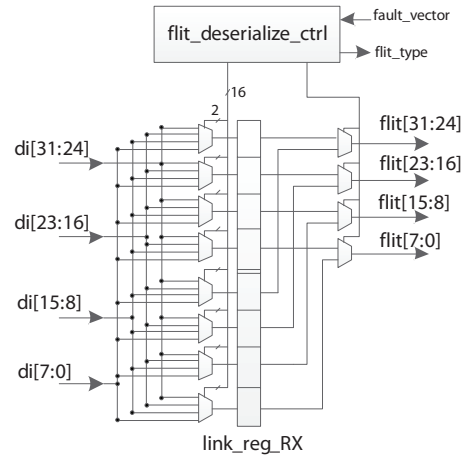 flit_deserialize_ctrl
fault_vector
flit_type
16
2
di[31:24]
di[23:16]
di[15:8]
di[7:0]
flit[31:24]
flit[23:16]
flit[15:8]
flit[7:0]
link_reg_RX